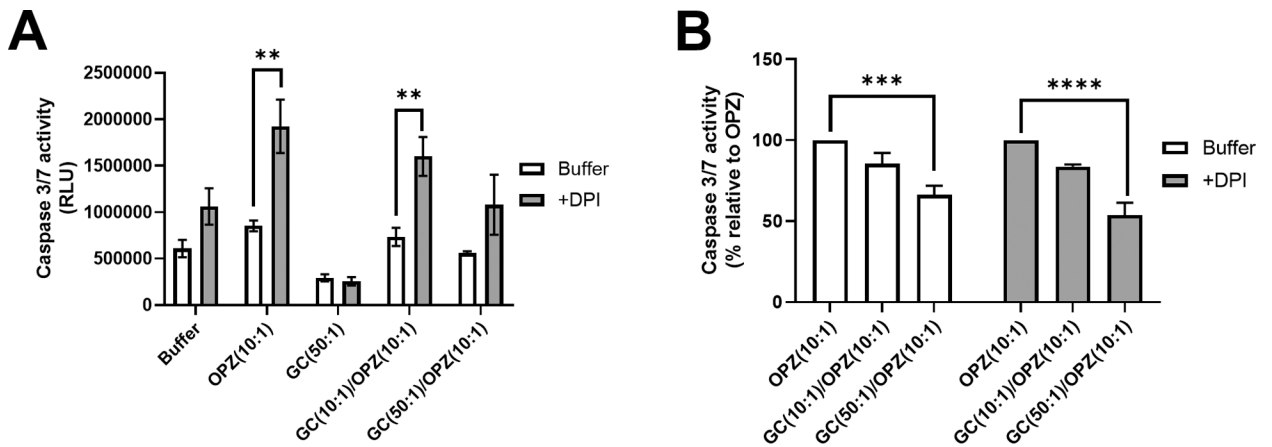 A
Caspase 3/7 activity
(RLU)
2500000
2000000
1500000
1000000
500000
0
**
**
Buffer
OPZ(10:1)
GC(50:1)
GC(10:1)/OPZ(10:1)
GC(50:1)/OPZ(10:1)
Buffer
+DPI
B
Caspase 3/7 activity
(% relative to OPZ)
150
100
50
0
***
****
OPZ(10:1)
GC(10:1)/OPZ(10:1)
GC(50:1)/OPZ(10:1)
OPZ(10:1)
GC(10:1)/OPZ(10:1)
GC(50:1)/OPZ(10:1)
Buffer
+DPI